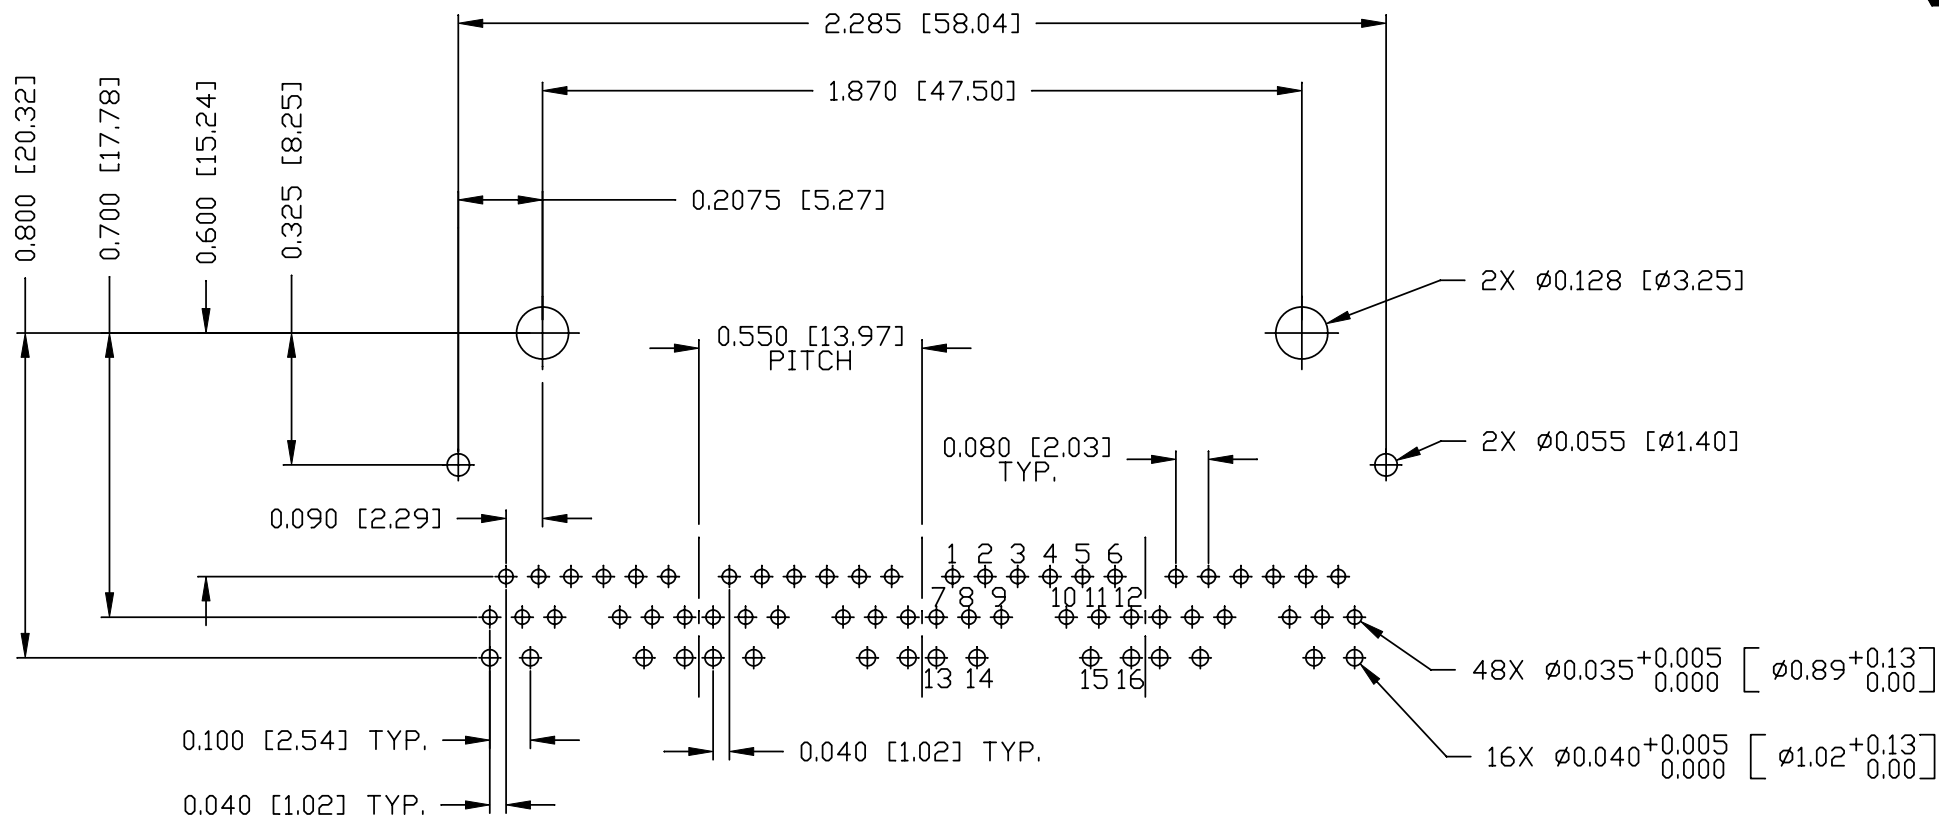 2.285 [58.04]
1.870 [47.50]
0.800 [20.32]
0.700 [17.78]
0.600 [15.24]
0.325 [8.25]
0.2075 [5.27]
2X ø0.128 [ø3.25]
0.550 [13.97]
PITCH
0.080 [2.03]
TYP.
2X ø0.055 [ø1.40]
0.090 [2.29]
1 2 3 4 5 6
7 8 9 10 11 12
13 14 15 16
48X ø0.035 +0.005 0.000 [ ø0.89 +0.13 0.00 ]
0.100 [2.54] TYP.
0.040 [1.02] TYP.
16X ø0.040 +0.005 0.000 [ ø1.02 +0.13 0.00 ]
0.040 [1.02] TYP.